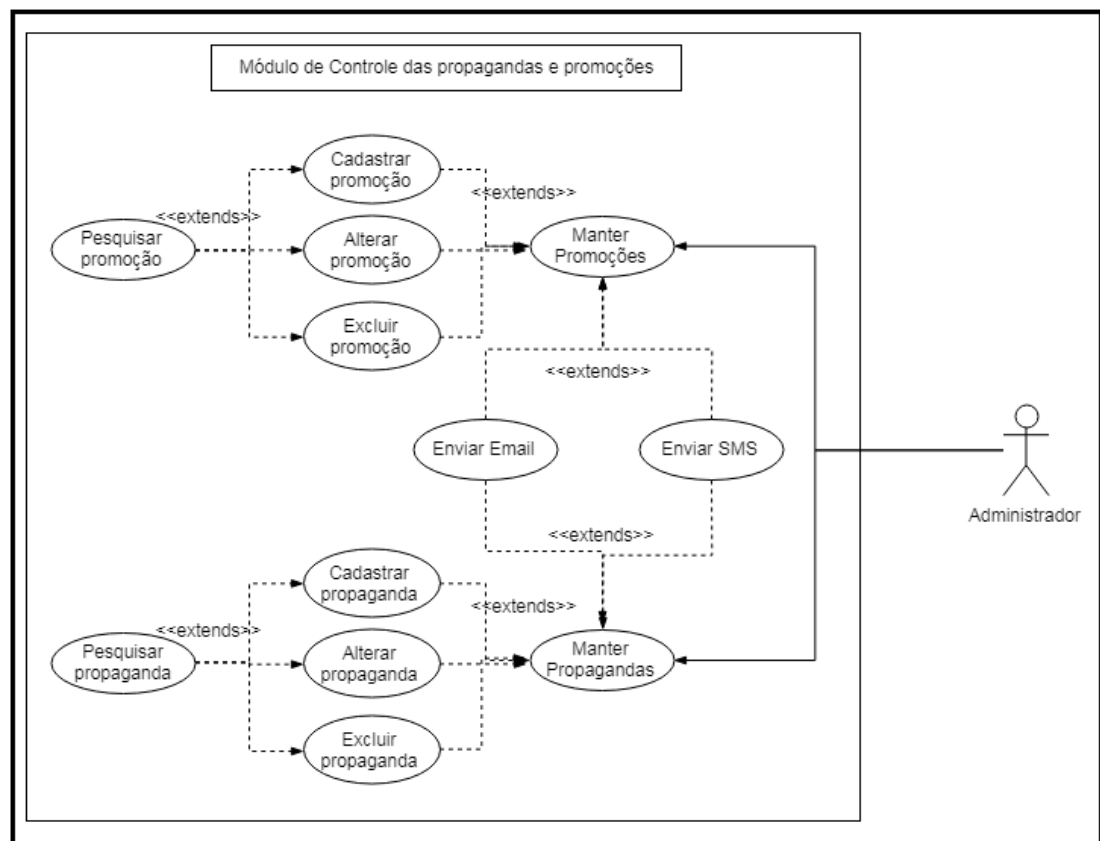 Módulo de Controle das propagandas e promoções
Cadastrar
promoção
<<extends>>
<<extends>>
Pesquisar
promoção
Alterar
promoção
Manter
Promoções
Excluir
promoção
<<extends>>
Enviar Email
Enviar SMS
Administrador
<<extends>>
Cadastrar
propaganda
<<extends>>
<<extends>>
Pesquisar
propaganda
Alterar
propaganda
Manter
Propagandas
Excluir
propaganda